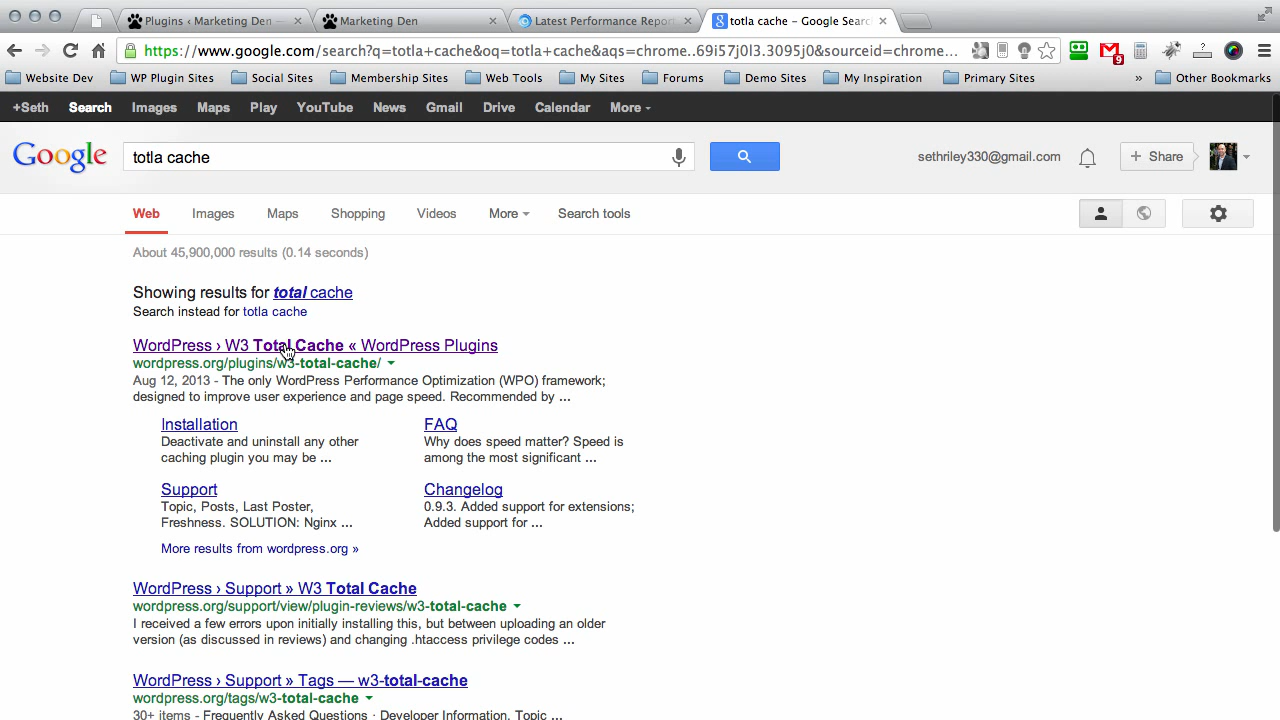 Plugins ‹ Marketing Den —
Marketing Den
Latest Performance Report
totla cache - Google Search
https://www.google.com/search?q=totla+cache&oq=totla+cache&aqs=chrome..69i57j0l3.3095j0&sourceid=chrome...
9
Website Dev
WP Plugin Sites
Social Sites
Membership Sites
Web Tools
My Sites
Forums
Demo Sites
My Inspiration
Primary Sites
»
Other Bookmarks
+Seth Search Images Maps Play YouTube News Gmail Drive Calendar More
Google
totla cache
sethriley330@gmail.com
+ Share
Web Images Maps Shopping Videos More Search tools
About 45,900,000 results (0.14 seconds)
Showing results for total cache
Search instead for totla cache
WordPress › W3 Total Cache « WordPress Plugins
wordpress.org/plugins/w3-total-cache/
Aug 12, 2013 - The only WordPress Performance Optimization (WPO) framework;
designed to improve user experience and page speed. Recommended by ...
Installation
Deactivate and uninstall any other
caching plugin you may be ...
FAQ
Why does speed matter? Speed is
among the most significant ...
Support
Topic, Posts, Last Poster,
Freshness. SOLUTION: Nginx ...
Changelog
0.9.3. Added support for extensions;
Added support for ...
More results from wordpress.org »
WordPress › Support » W3 Total Cache
wordpress.org/support/view/plugin-reviews/w3-total-cache
I received a few errors upon initially installing this, but between uploading an older
version (as discussed in reviews) and changing .htaccess privilege codes ...
WordPress › Support » Tags — w3-total-cache
wordpress.org/tags/w3-total-cache
30+ items - Frequently Asked Questions · Developer Information, Topic ...